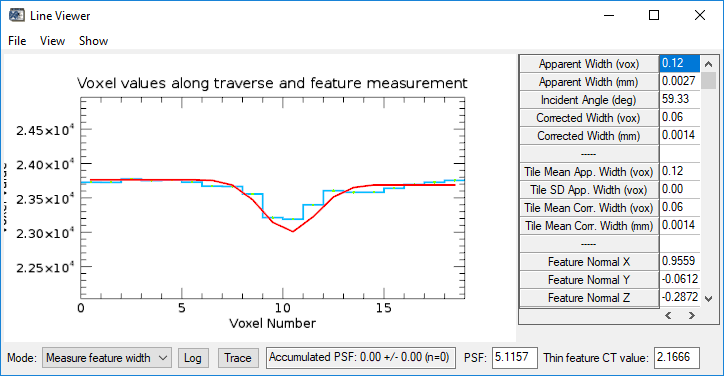 Line Viewer
File View Show
Voxel values along traverse and feature measurement
2.45×10⁴
2.40×10⁴
2.35×10⁴
2.30×10⁴
2.25×10⁴
0 5 10 15
Voxel Number
Apparent Width (vox) 0.12
Apparent Width (mm) 0.0027
Incident Angle (deg) 59.33
Corrected Width (vox) 0.06
Corrected Width (mm) 0.0014
-----
Tile Mean App. Width (vox) 0.12
Tile SD App. Width (vox) 0.00
Tile Mean Corr. Width (vox) 0.06
Tile Mean Corr. Width (mm) 0.0014
-----
Feature Normal X 0.9559
Feature Normal Y -0.0612
Feature Normal Z -0.2872
Mode: Measure feature width Log Trace Accumulated PSF: 0.00 +/- 0.00 (n=0) PSF: 5.1157 Thin feature CT value: 2.1666